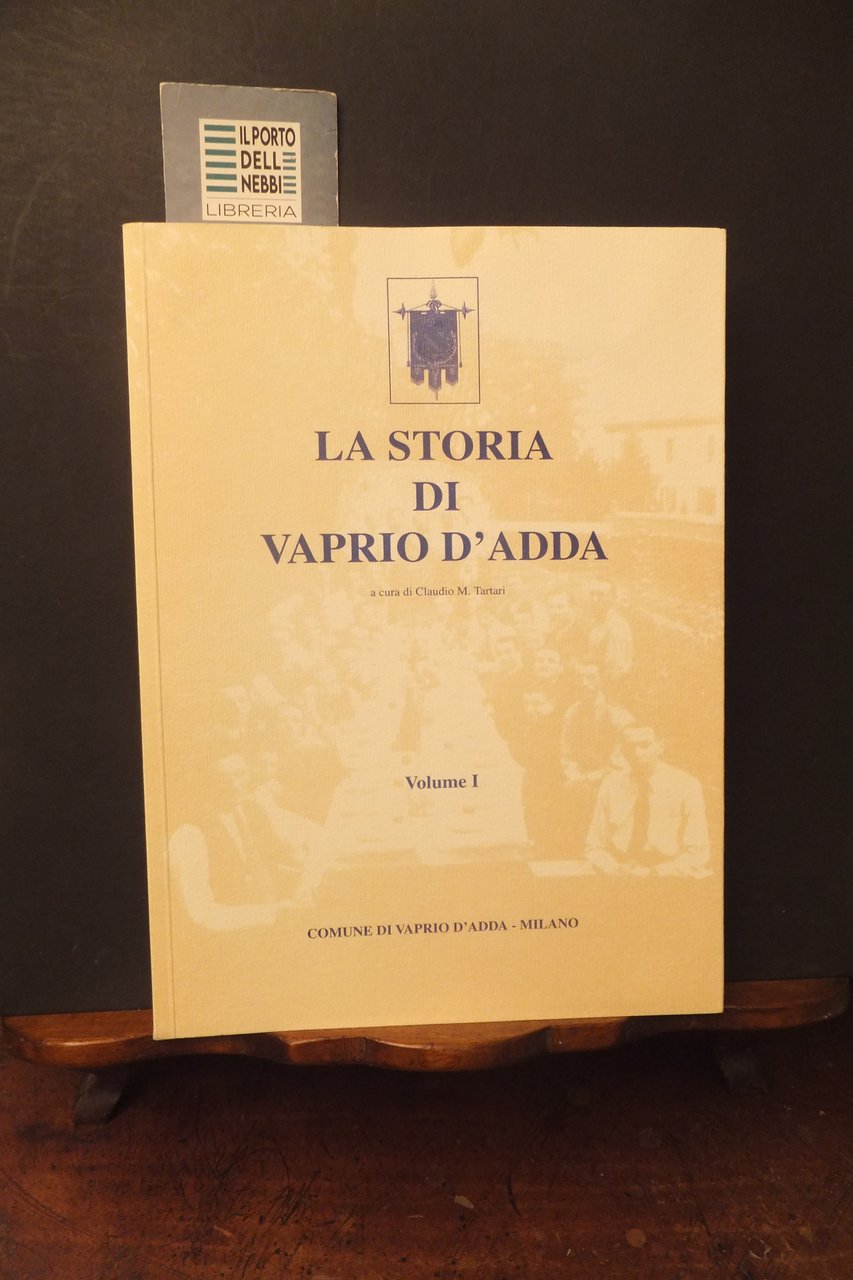 IL PORTO
DELLE
NEBBIE
LIBRERIA
LA STORIA
DI
VAPRIO D'ADDA
a cura di Claudio M. Tartari
Volume I
COMUNE DI VAPRIO D'ADDA - MILANO